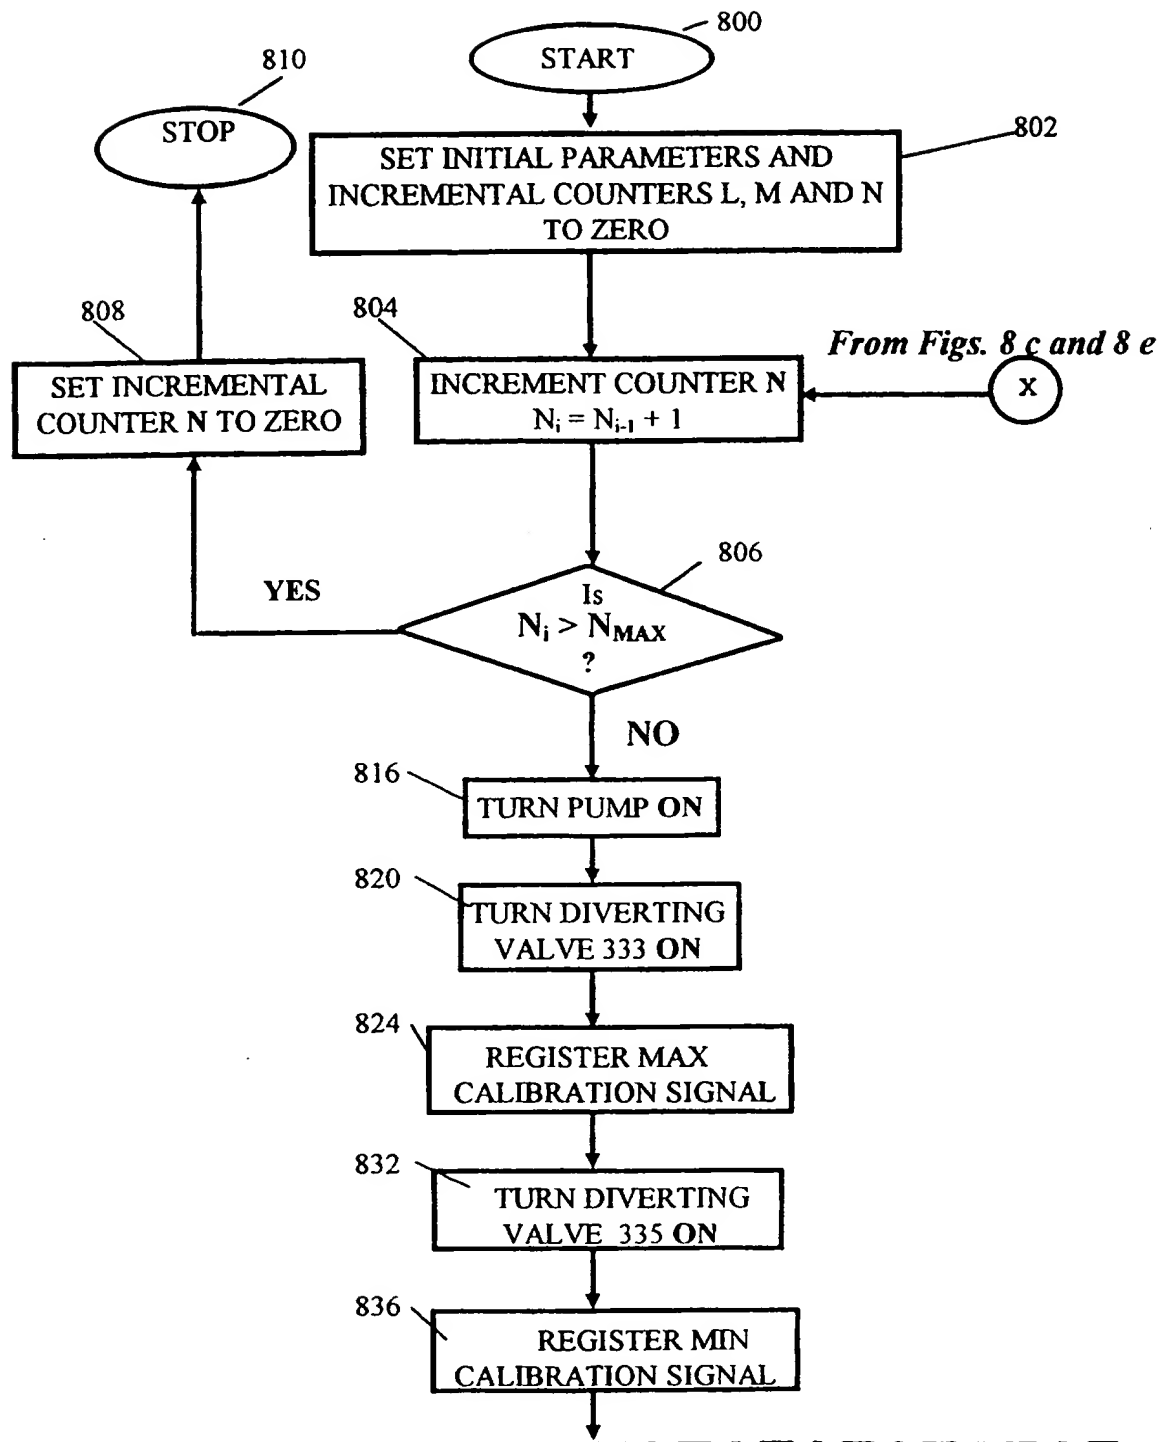 800
START
810
STOP
802
SET INITIAL PARAMETERS AND
INCREMENTAL COUNTERS L, M AND N
TO ZERO
808
804
From Figs. 8 c and 8 e
SET INCREMENTAL
COUNTER N TO ZERO
INCREMENT COUNTER N
Nᵢ = Nᵢ₋₁ + 1
X
806
YES
Is
Nᵢ > N_MAX
?
NO
816
TURN PUMP ON
820
TURN DIVERTING
VALVE 333 ON
824
REGISTER MAX
CALIBRATION SIGNAL
832
TURN DIVERTING
VALVE 335 ON
836
REGISTER MIN
CALIBRATION SIGNAL